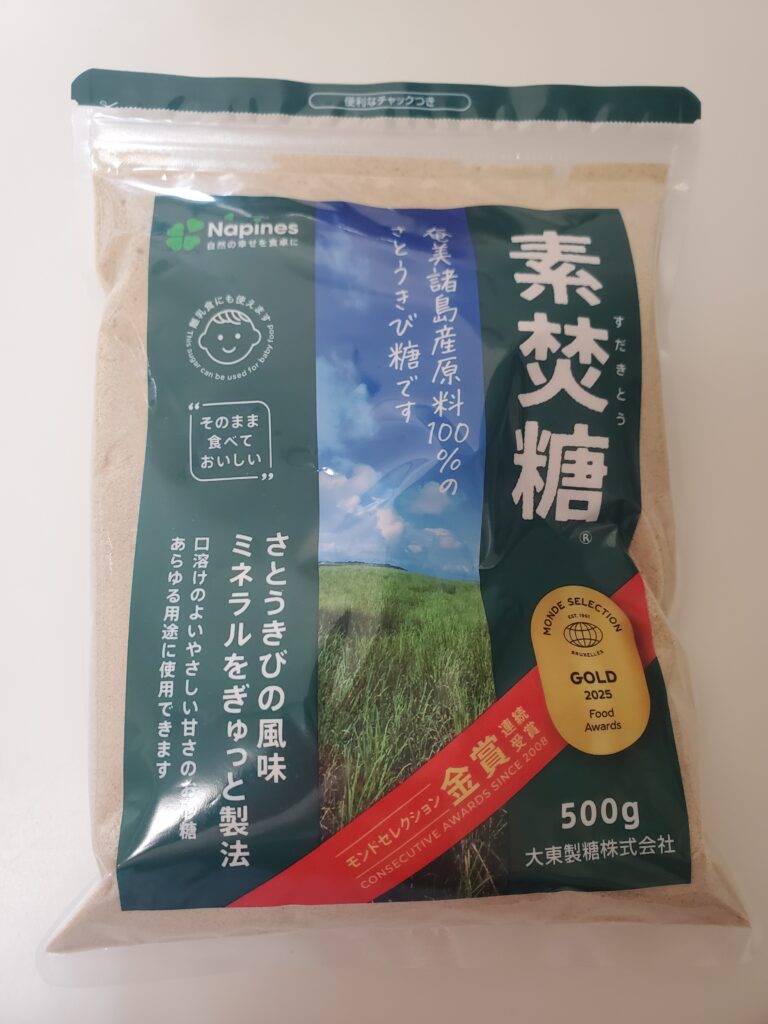 便利なチャックつき
Napines
自然の幸せを食卓に
離乳食にも使えます
This sugar can be used for baby food
そのまま
食べて
おいしい
奄美諸島産原料100%の
さとうきび糖です
素焚糖
すだきとう
®
さとうきびの風味
ミネラルをぎゅっと製法
口溶けのよいやさしい甘さのお砂糖
あらゆる用途に使用できます
MONDE SELECTION
EST. 1961
BRUXELLES
GOLD
2025
Food
Awards
モンドセレクション 金賞 連続受賞
CONSECUTIVE AWARDS SINCE 2008
500g
大東製糖株式会社